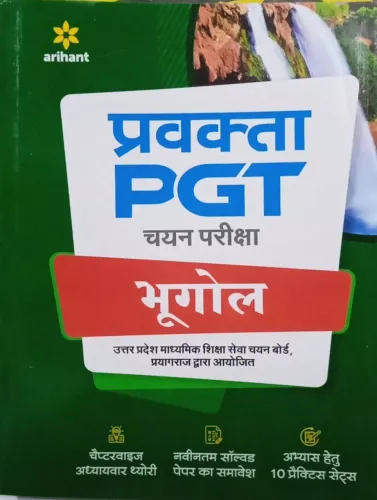 arihant
प्रवक्ता
PGT
चयन परीक्षा
भूगोल
उत्तर प्रदेश माध्यमिक शिक्षा सेवा चयन बोर्ड,
प्रयागराज द्वारा आयोजित
चैप्टरवाइज
अध्यायवार थ्योरी
नवीनतम सॉल्वड
पेपर का समावेश
अभ्यास हेतु
10 प्रैक्टिस सेट्स